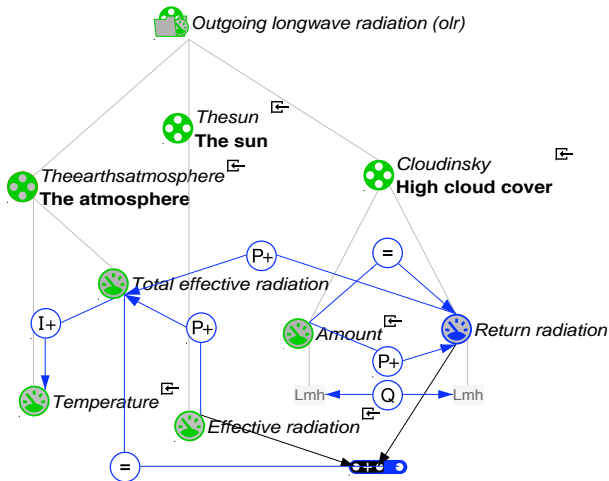 Outgoing longwave radiation (olr)
Thesun
The sun
Theearthsatmosphere
The atmosphere
Cloudinsky
High cloud cover
P+
=
Total effective radiation
I+
P+
Amount
Return radiation
P+
Temperature
Lmh
Q
Lmh
Effective radiation
=